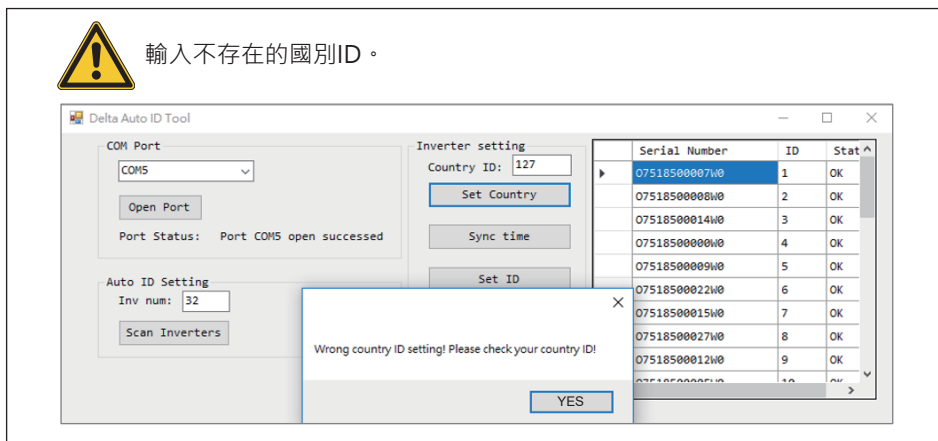 輸入不存在的國別ID。
Delta Auto ID Tool
COM Port
COM5
Open Port
Port Status: Port COM5 open successed
Auto ID Setting
Inv num: 32
Scan Inverters
Inverter setting
Country ID: 127
Set Country
Sync time
Set ID
Serial Number ID Stat
O7518500007W0 1 OK
O7518500008W0 2 OK
O7518500014W0 3 OK
O7518500000W0 4 OK
O7518500009W0 5 OK
O7518500022W0 6 OK
O7518500015W0 7 OK
O7518500027W0 8 OK
O7518500012W0 9 OK
Wrong country ID setting! Please check your country ID!
YES